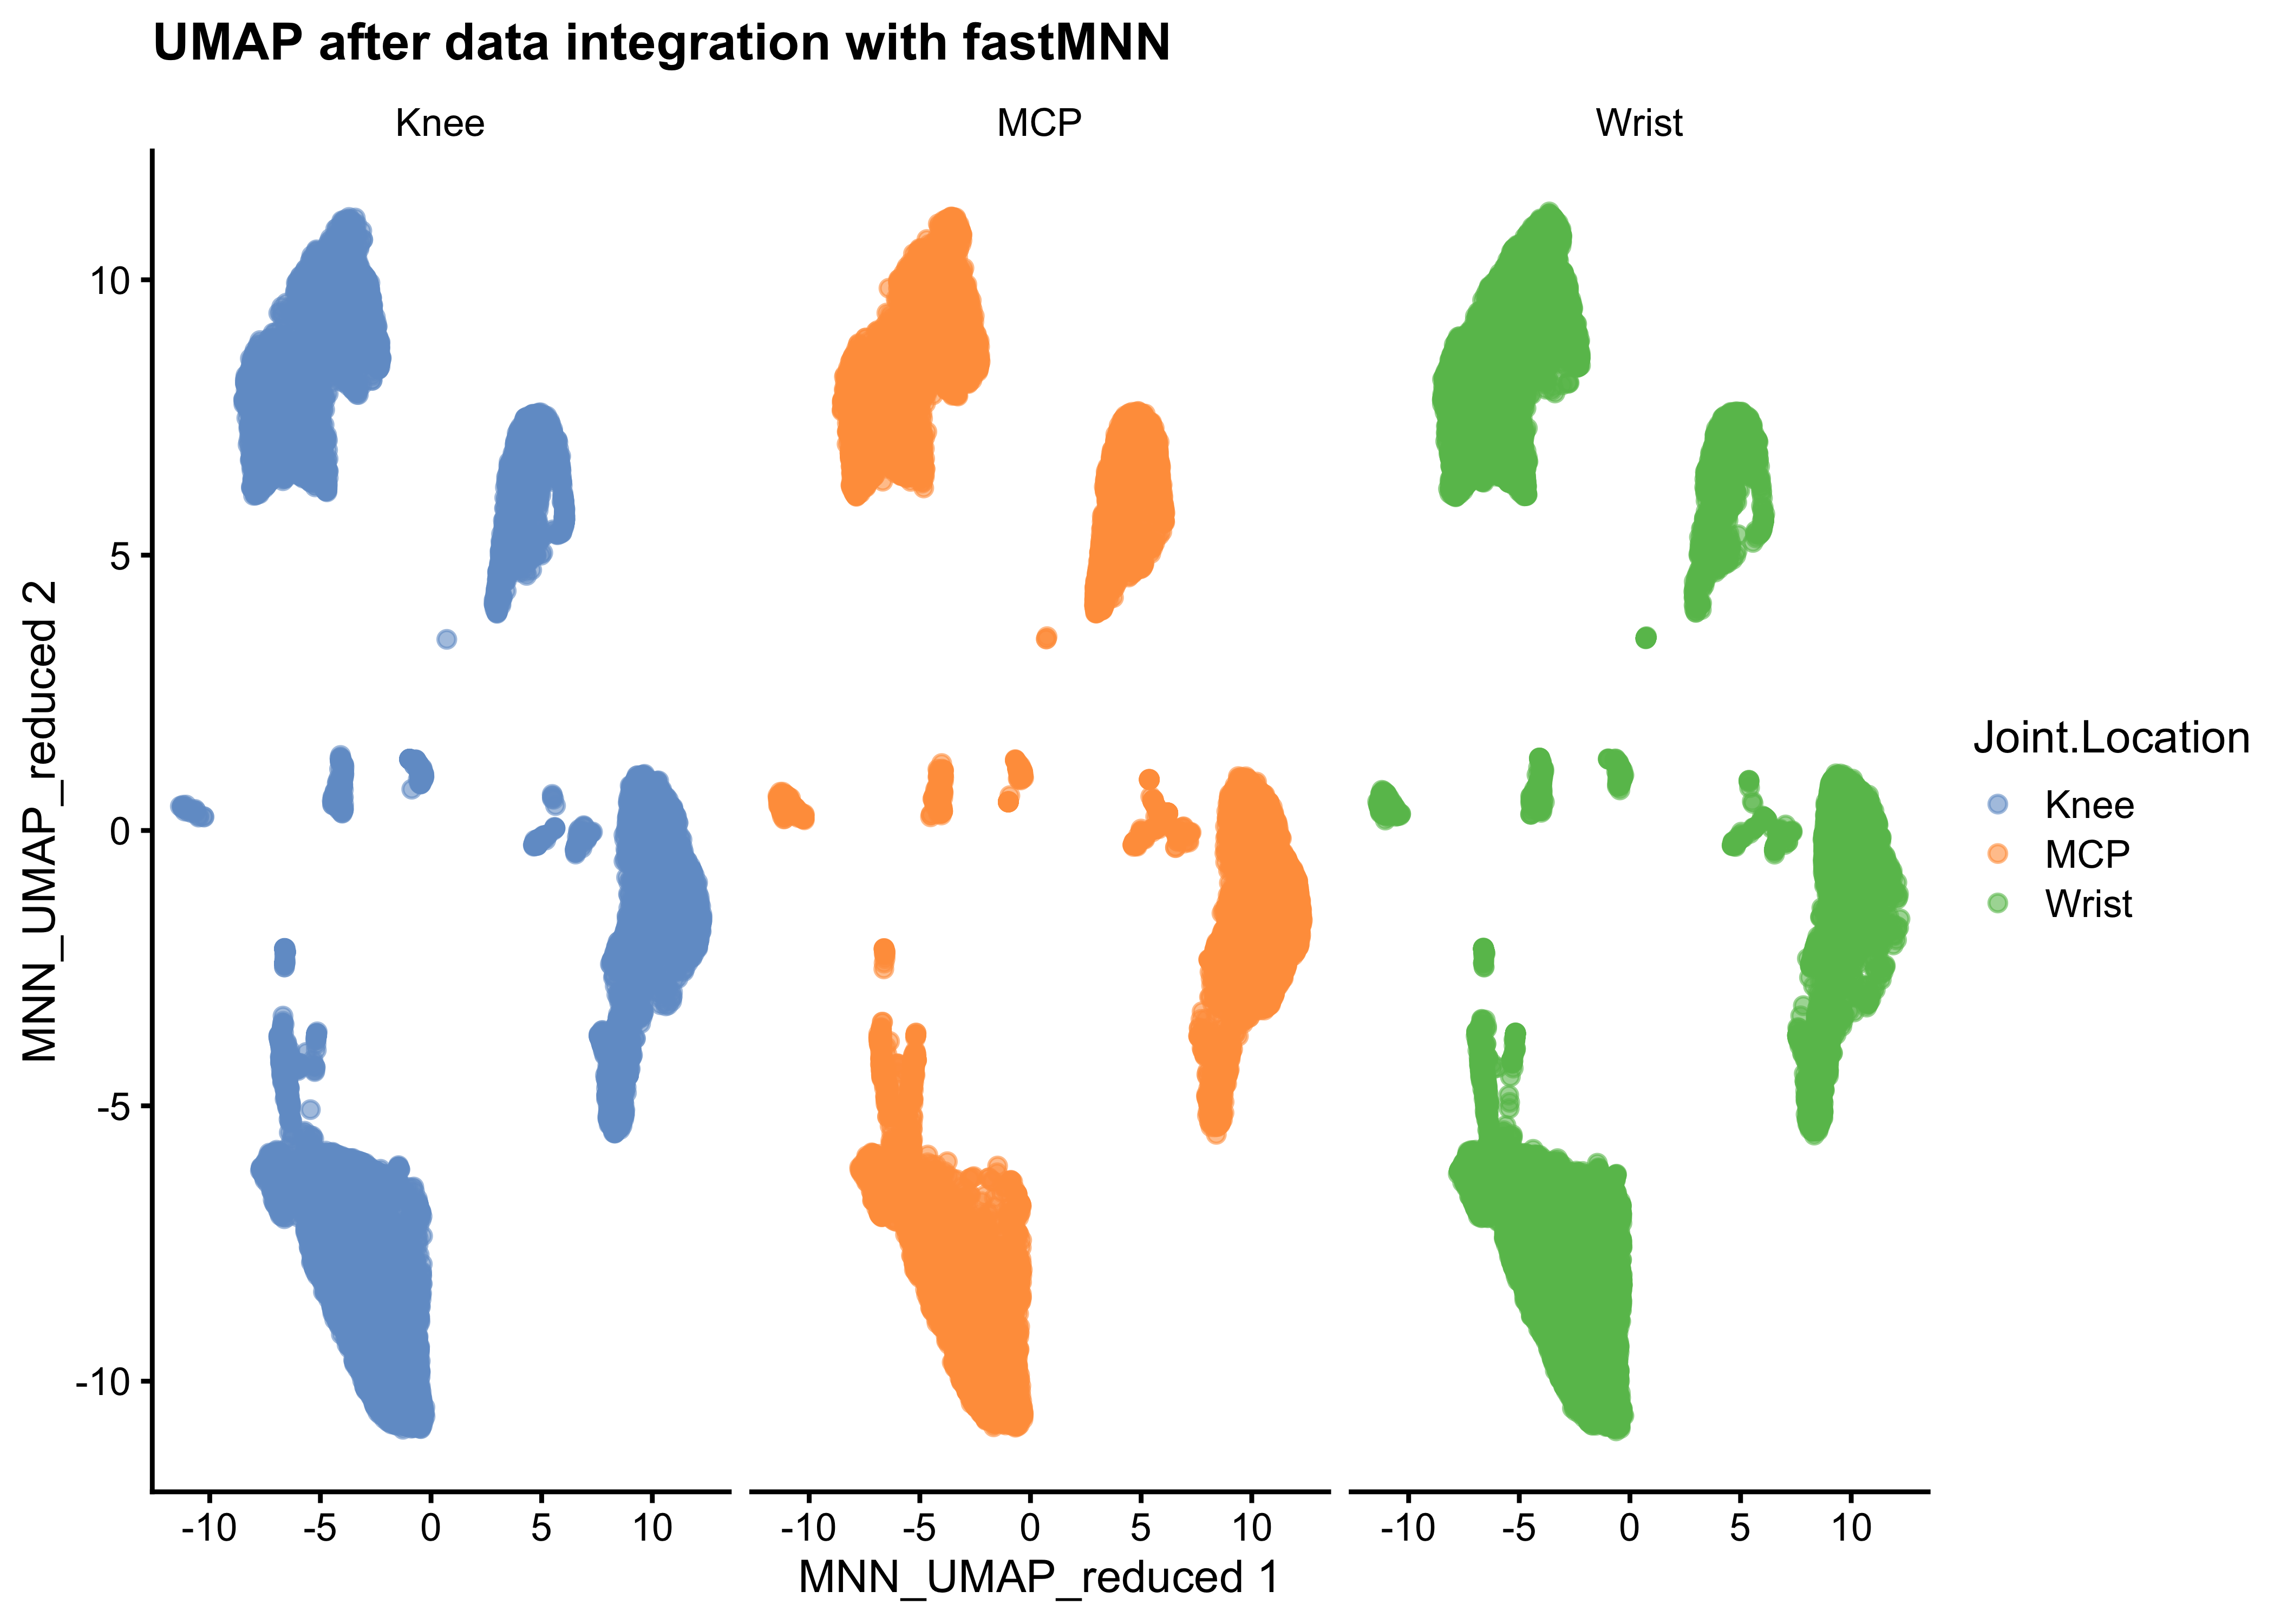 UMAP after data integration with fastMNN
Knee
MCP
Wrist
MNN_UMAP_reduced 2
10
5
0
-5
-10
-10 -5 0 5 10
-10 -5 0 5 10
-10 -5 0 5 10
MNN_UMAP_reduced 1
Joint.Location
Knee
MCP
Wrist